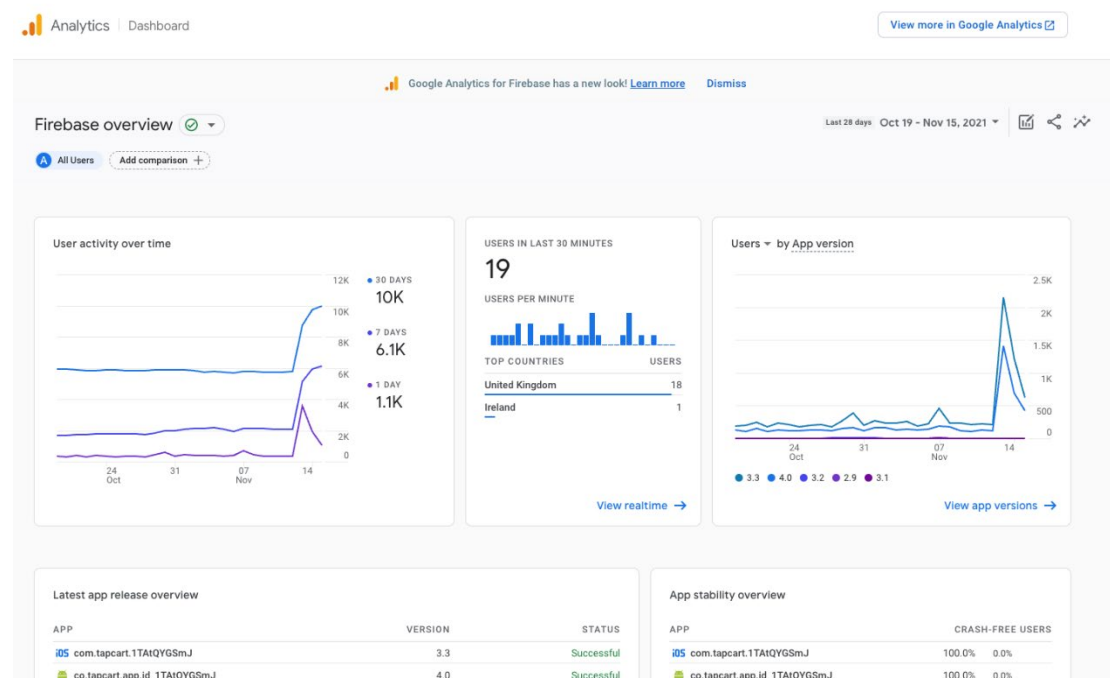 Analytics Dashboard
View more in Google Analytics
Google Analytics for Firebase has a new look! Learn more Dismiss
Firebase overview
Last 28 days Oct 19 - Nov 15, 2021
A All Users Add comparison +
User activity over time
12K
10K
8K
6K
4K
2K
0
24 Oct
31
07 Nov
14
30 DAYS
10K
7 DAYS
6.1K
1 DAY
1.1K
USERS IN LAST 30 MINUTES
19
USERS PER MINUTE
TOP COUNTRIES USERS
United Kingdom 18
Ireland 1
View realtime
Users by App version
2.5K
2K
1.5K
1K
500
0
24 Oct
31
07 Nov
14
3.3 4.0 3.2 2.9 3.1
View app versions
Latest app release overview
APP VERSION STATUS
iOS com.tapcart.1TAtQYGSmJ 3.3 Successful
co.tapcart.app.id_1TAtQYGSmJ 4.0 Successful
App stability overview
APP CRASH-FREE USERS
iOS com.tapcart.1TAtQYGSmJ 100.0% 0.0%
co.tapcart.app.id_1TAtQYGSmJ 100.0% 0.0%